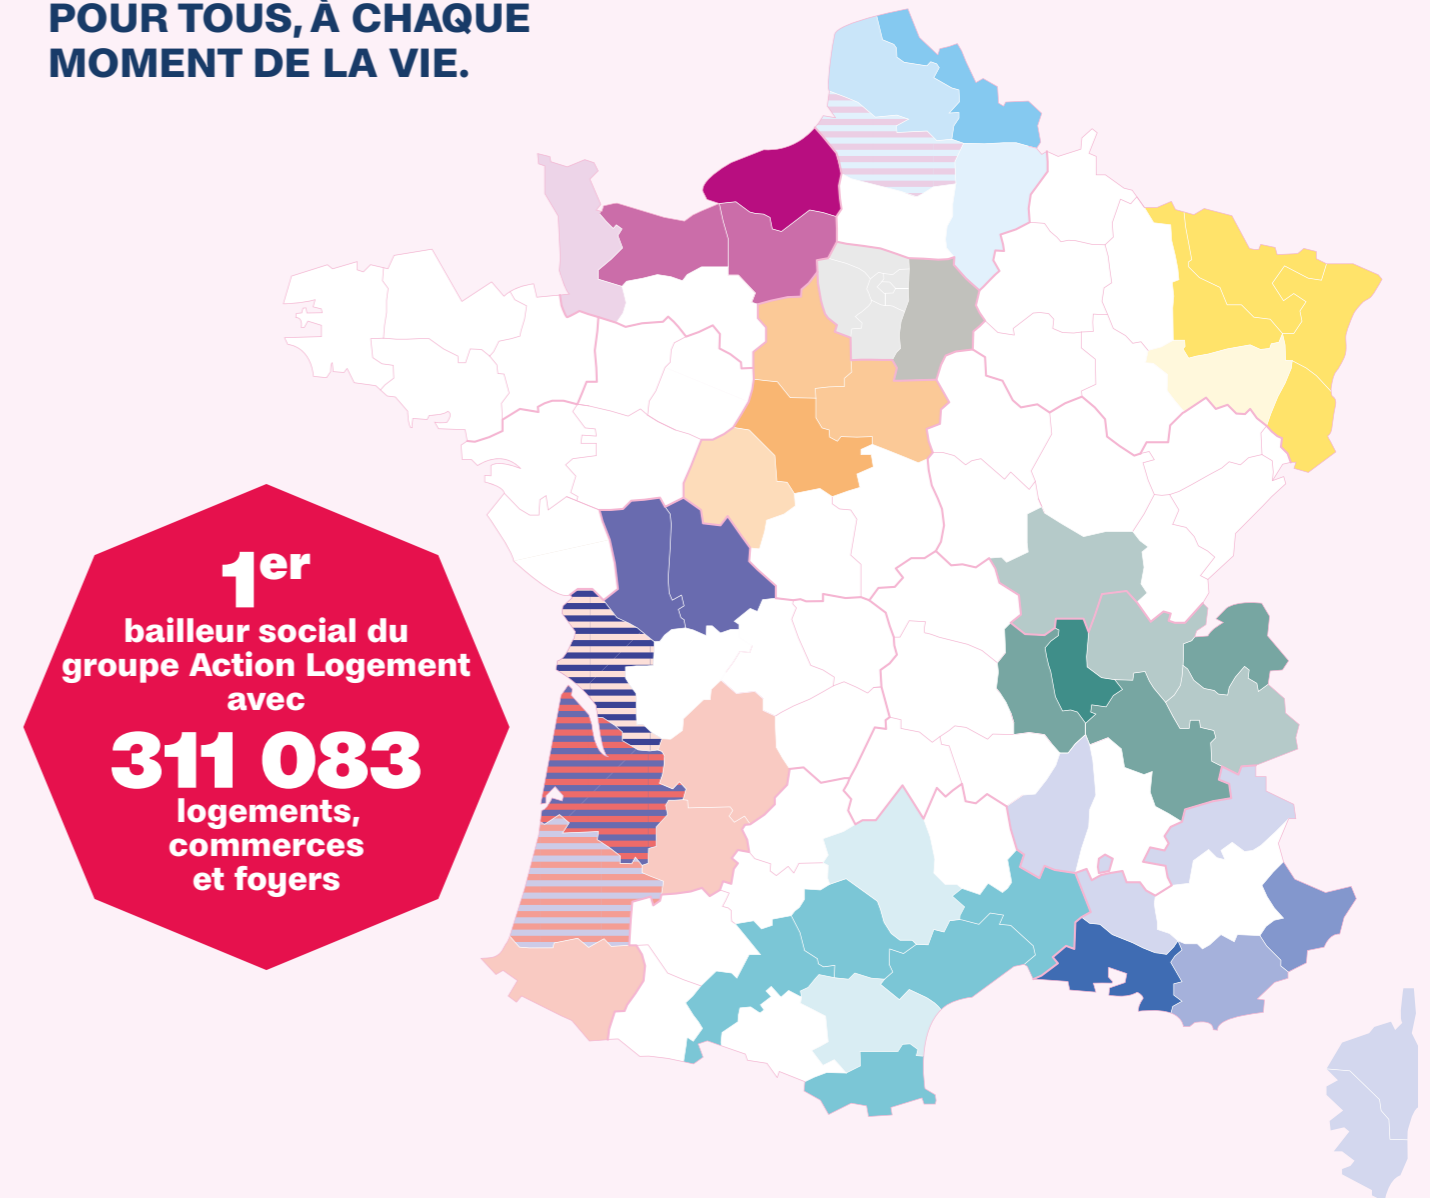 POUR TOUS, À CHAQUE
MOMENT DE LA VIE.
1er
bailleur social du
groupe Action Logement
avec
311 083
logements,
commerces
et foyers